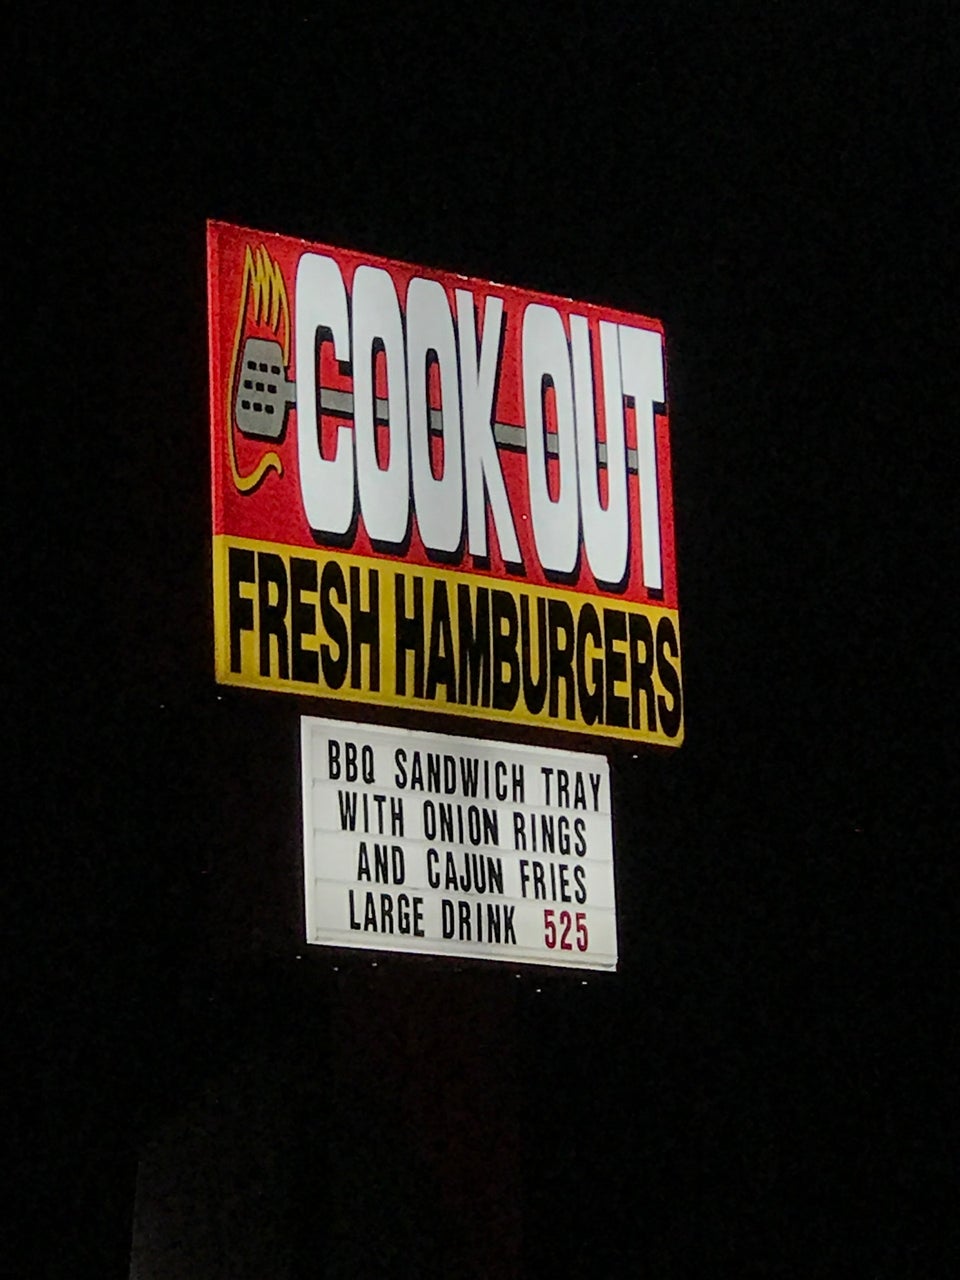 COOK OUT
FRESH HAMBURGERS
BBQ SANDWICH TRAY
WITH ONION RINGS
AND CAJUN FRIES
LARGE DRINK 525